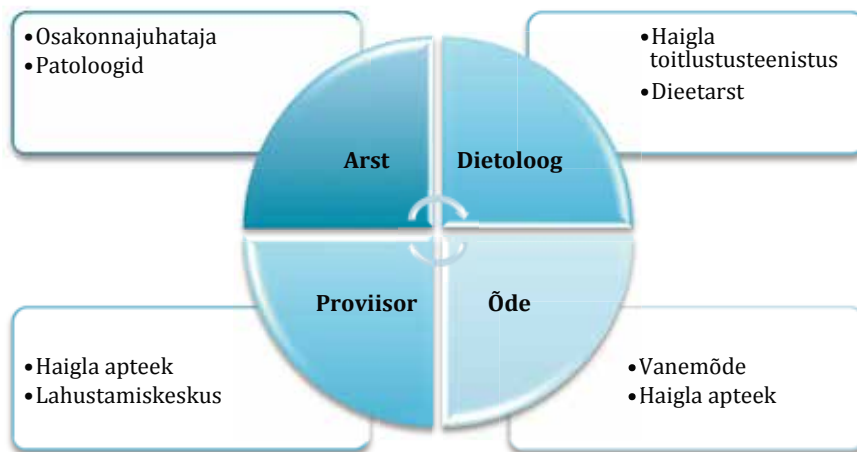 •Osakonnajuhataja
•Patoloogid
•Haigla
toitlustusteenistus
•Dieetarst
Arst
Dietoloog
Proviisor
Õde
•Haigla apteek
•Lahustamiskeskus
•Vanemõde
•Haigla apteek